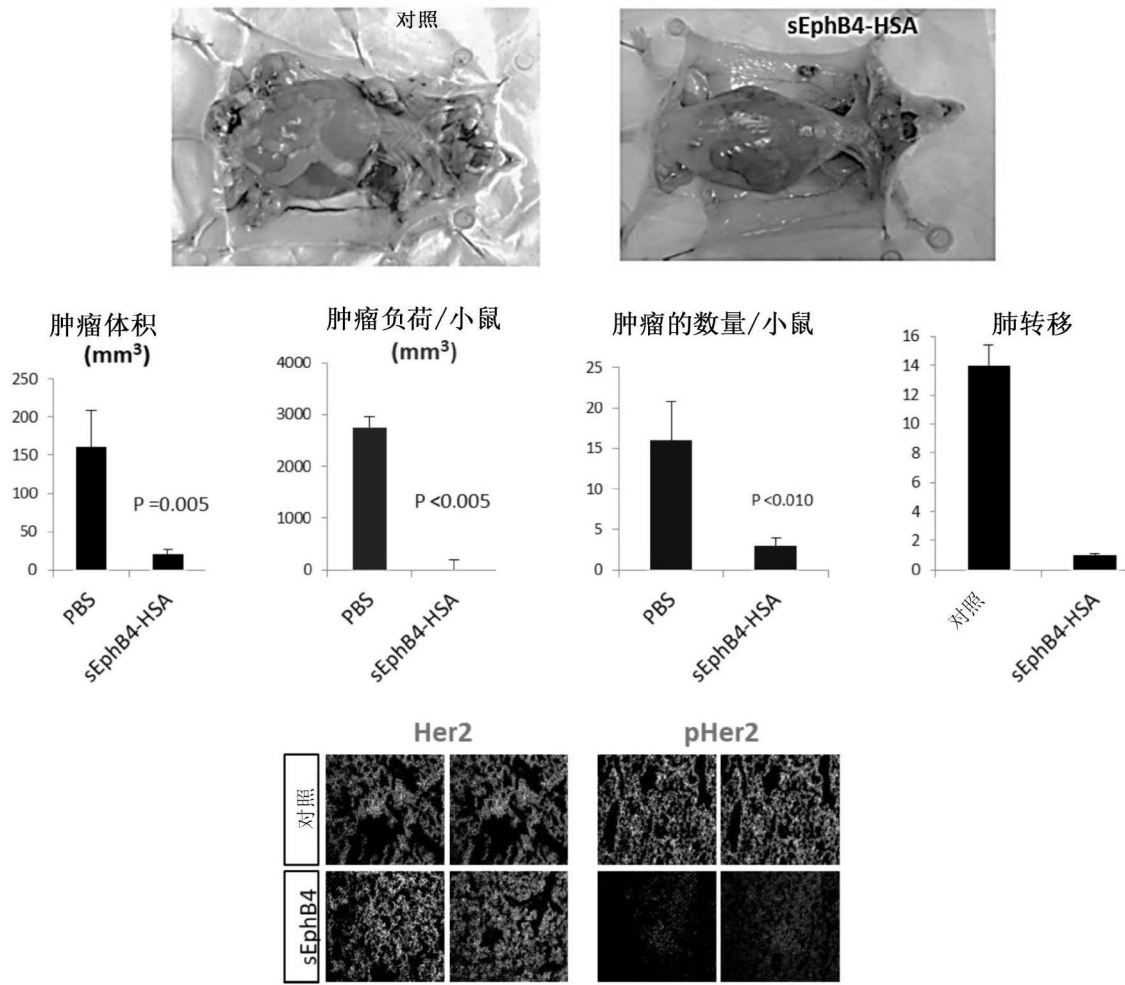 对照
sEphB4-HSA
肿瘤体积
(mm³)
250
200
150
100
50
0
P =0.005
PBS
sEphB4-HSA
肿瘤负荷/小鼠
(mm³)
4000
3000
2000
1000
0
P <0.005
PBS
sEphB4-HSA
肿瘤的数量/小鼠
25
20
15
10
5
0
P <0.010
PBS
sEphB4-HSA
肺转移
16
14
12
10
8
6
4
2
0
对照
sEphB4-HSA
Her2
pHer2
对照
sEphB4